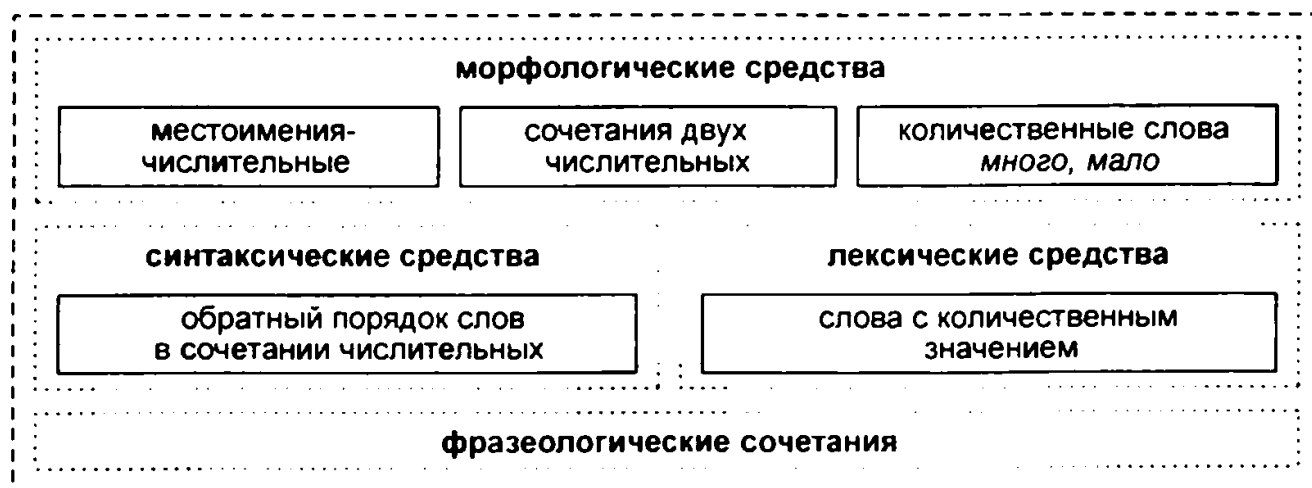 морфологические средства
местоимения-
числительные
сочетания двух
числительных
количественные слова
много, мало
синтаксические средства
обратный порядок слов
в сочетании числительных
лексические средства
слова с количественным
значением
фразеологические сочетания